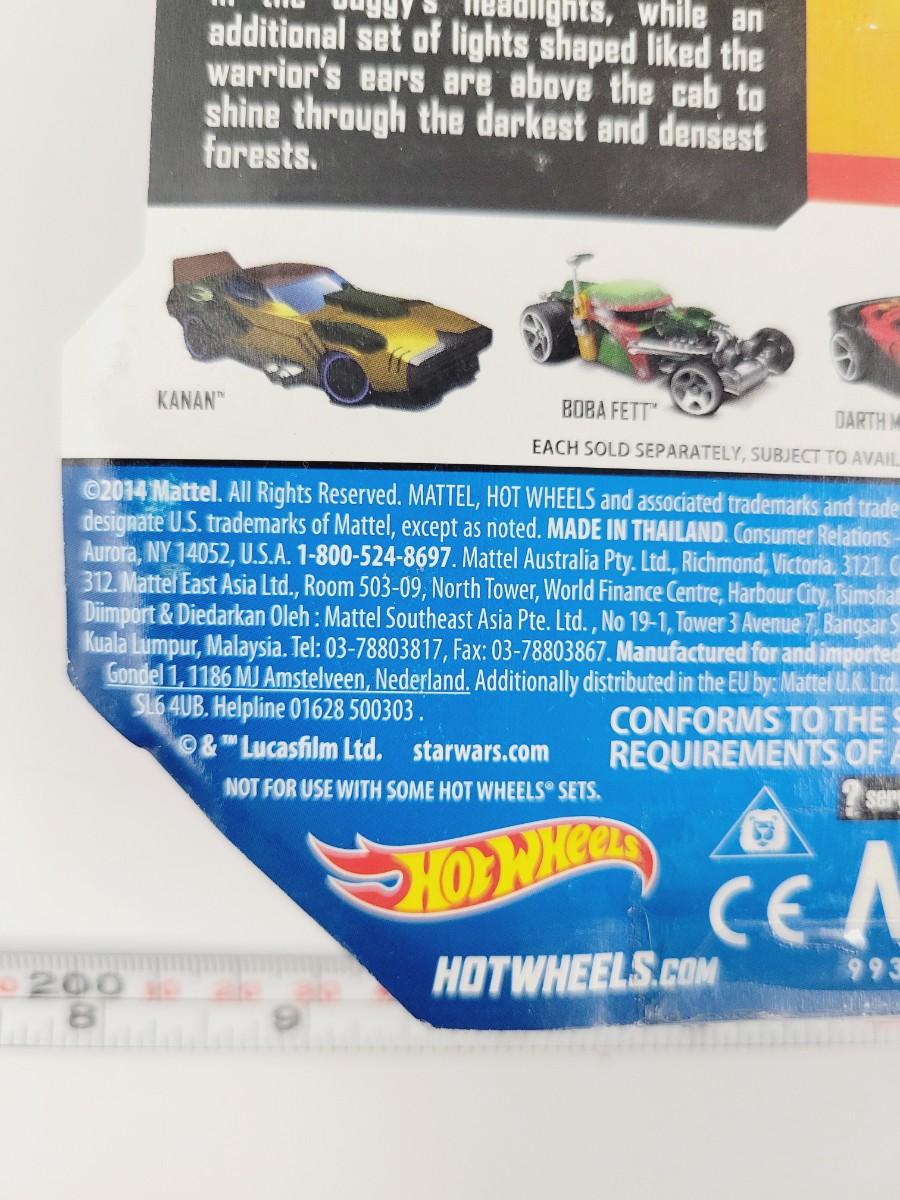 in the buggy's headlights, while an
additional set of lights shaped liked the
warrior's ears are above the cab to
shine through the darkest and densest
forests.
KANAN™
BOBA FETT™
DARTH M
EACH SOLD SEPARATELY, SUBJECT TO AVAIL
©2014 Mattel. All Rights Reserved. MATTEL, HOT WHEELS and associated trademarks and trade
designate U.S. trademarks of Mattel, except as noted. MADE IN THAILAND. Consumer Relations -
Aurora, NY 14052, U.S.A. 1-800-524-8697. Mattel Australia Pty. Ltd., Richmond, Victoria. 3121. C
312. Mattel East Asia Ltd., Room 503-09, North Tower, World Finance Centre, Harbour City, Tsimsha
Diimport & Diedarkan Oleh : Mattel Southeast Asia Pte. Ltd. , No 19-1, Tower 3 Avenue 7, Bangsar S
Kuala Lumpur, Malaysia. Tel: 03-78803817, Fax: 03-78803867. Manufactured for and imported
Gondel 1, 1186 MJ Amstelveen, Nederland. Additionally distributed in the EU by: Mattel U.K. Ltd.
SL6 4UB. Helpline 01628 500303 .
CONFORMS TO THE S
REQUIREMENTS OF A
© & ™ Lucasfilm Ltd. starwars.com
NOT FOR USE WITH SOME HOT WHEELS® SETS.
? serv
HOT WHEELS
CE
HOTWHEELS.COM
993
200 10 20 30
8 9